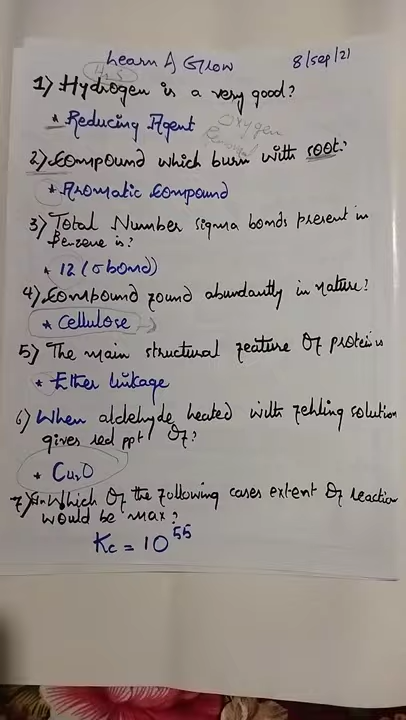 Learn A Grow 8/sep/21
1) Hydrogen is a very good?
* Reducing Agent
Oxygen
2) Compound which burn with soot?
* Aromatic Compound
3) Total Number sigma bonds present in
Benzene is?
* 12 (σ bond)
4) Compound found abundantly in nature?
* Cellulose
5) The main structural feature Of protein is
* Ether linkage
6) When aldehyde heated with fehling solution
gives red ppt Of?
* Cu2O
7) In Which Of the following cases extent Of reaction
would be max?
Kc = 10^55